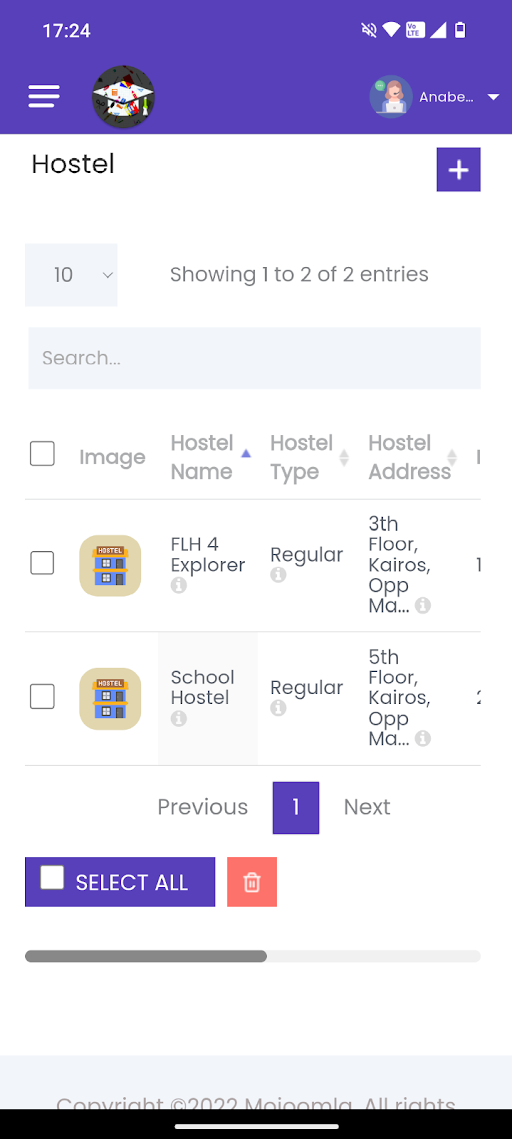 17:24
Vo LTE
Anabe...
Hostel
+
10
Showing 1 to 2 of 2 entries
Search...
Image
Hostel Name
Hostel Type
Hostel Address
HOSTEL
FLH 4
Explorer
Regular
3th
Floor,
Kairos,
Opp
Ma...
1
HOSTEL
School
Hostel
Regular
5th
Floor,
Kairos,
Opp
Ma...
Previous
1
Next
SELECT ALL
Copyright ©2022 Mojoomla. All rights